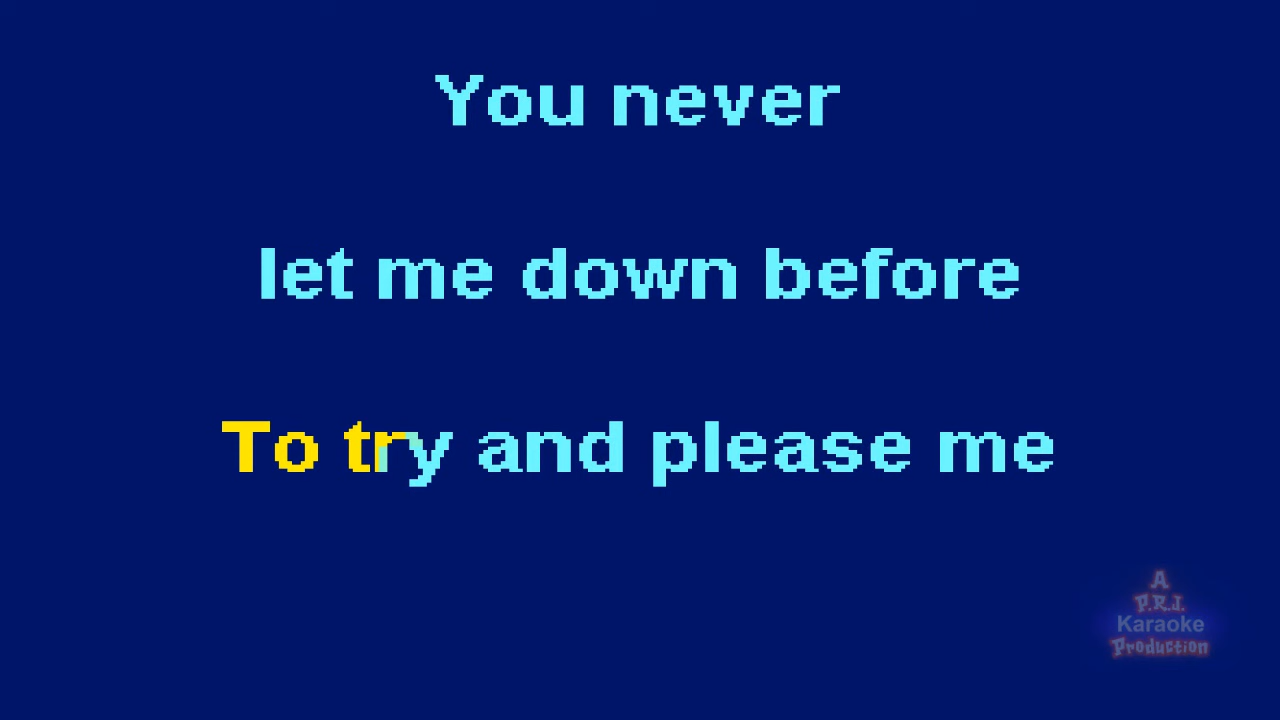 You never
let me down before
To try and please me
A
P.R.J.
Karaoke
Production